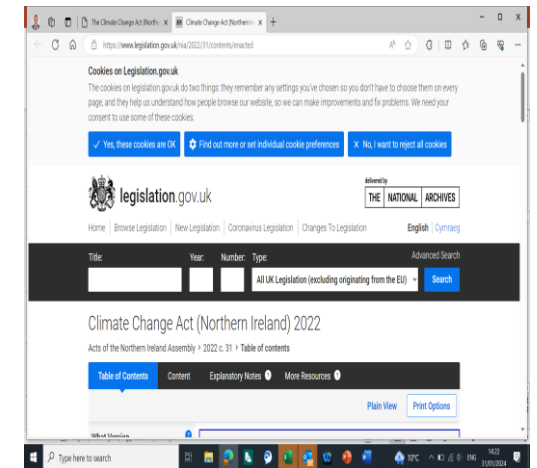 The Climate Change Act (Northe
Climate Change Act (Northern Ir
https://www.legislation.gov.uk/nia/2022/31/contents/enacted
Cookies on Legislation.gov.uk
The cookies on legislation.gov.uk do two things: they remember any settings you've chosen so you don't have to choose them on every
page, and they help us understand how people browse our website, so we can make improvements and fix problems. We need your
consent to use some of these cookies.
✓ Yes, these cookies are OK
Find out more or set individual cookie preferences
X No, I want to reject all cookies
legislation.gov.uk
delivered by
THE NATIONAL ARCHIVES
Home Browse Legislation New Legislation Coronavirus Legislation Changes To Legislation
English Cymraeg
Title: Year: Number: Type: Advanced Search
All UK Legislation (excluding originating from the EU) Search
Climate Change Act (Northern Ireland) 2022
Acts of the Northern Ireland Assembly > 2022 c. 31 > Table of contents
Table of Contents Content Explanatory Notes ? More Resources ?
Plain View Print Options
What Version
Type here to search
10°C ENG 14:22
31/01/2024